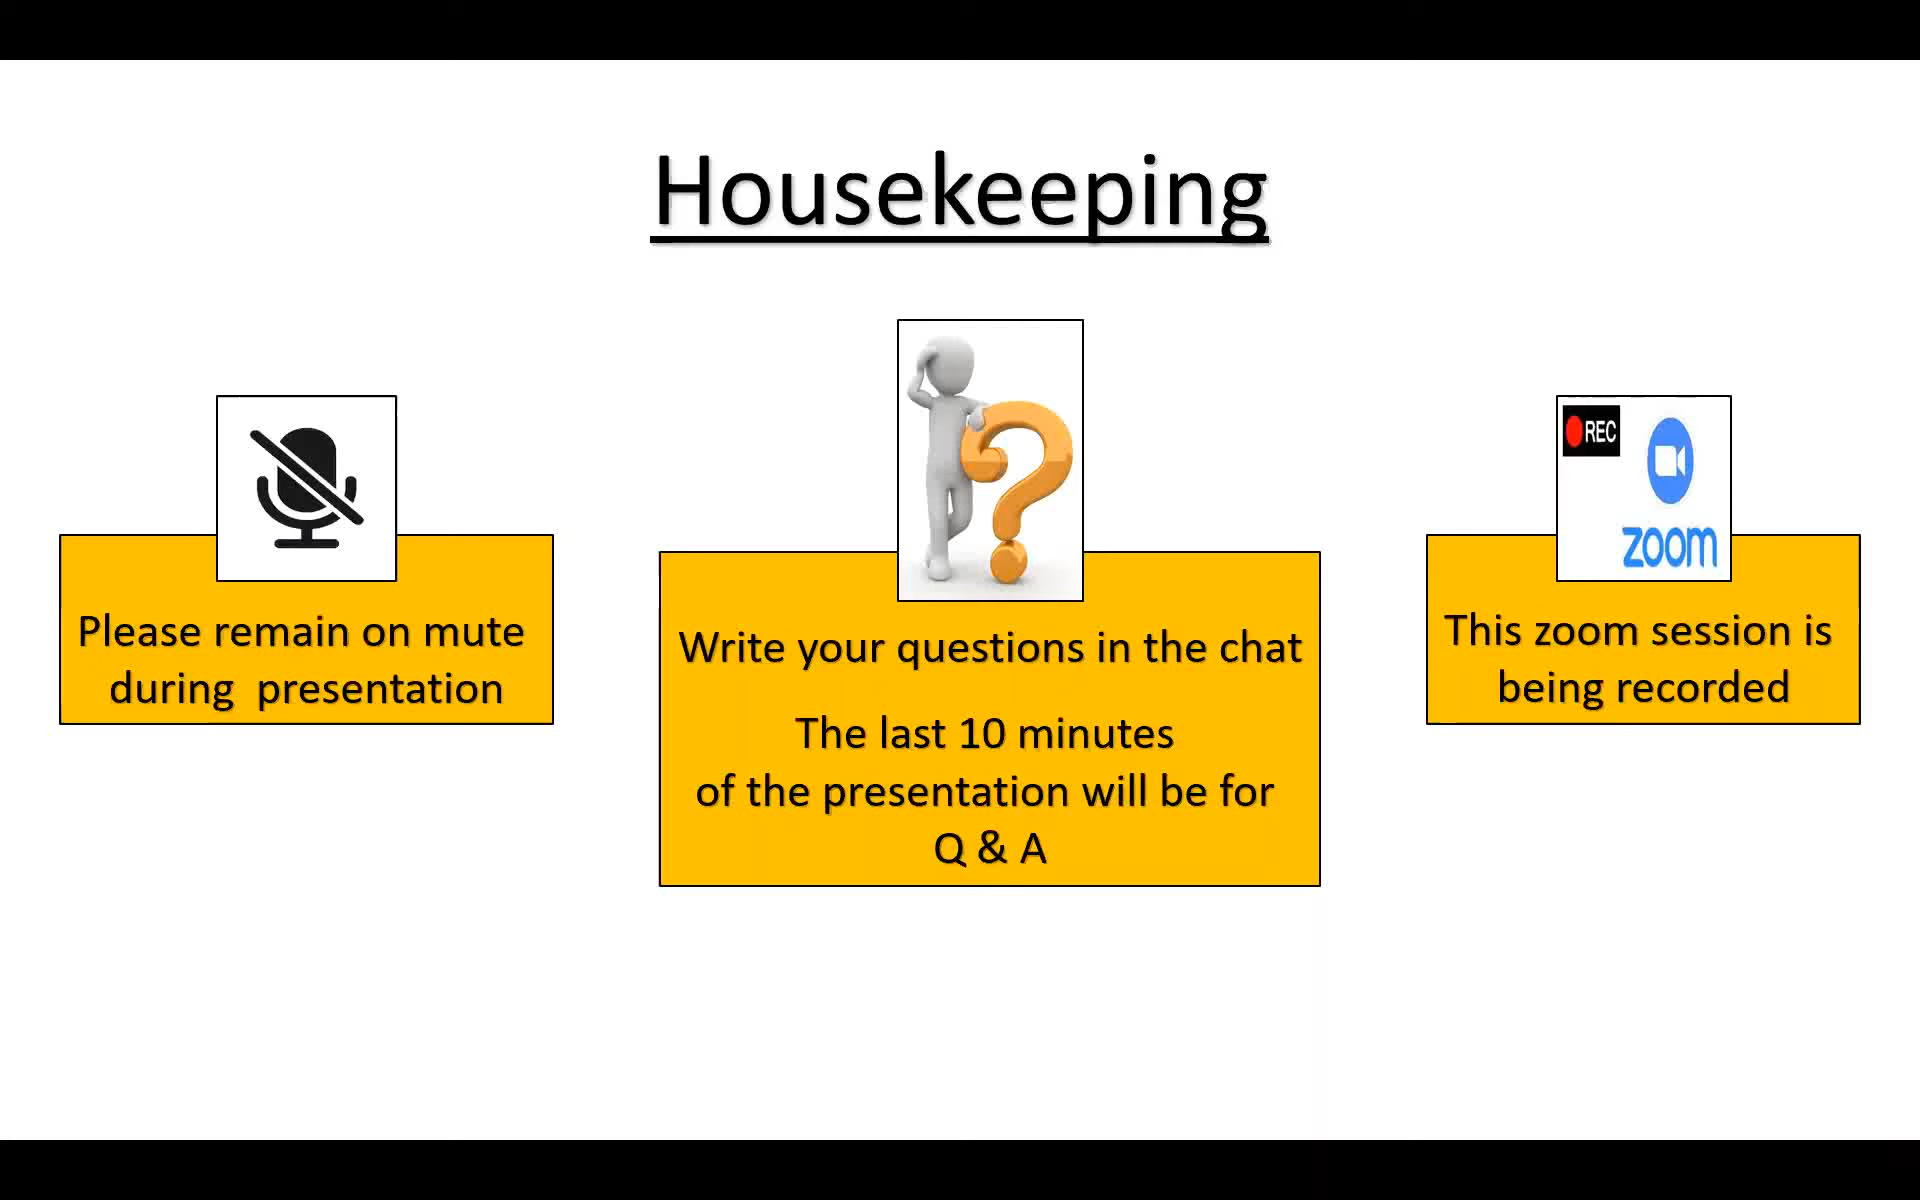 Housekeeping
Please remain on mute
during  presentation
?
Write your questions in the chat
The last 10 minutes
of the presentation will be for
Q & A
REC
zoom
This zoom session is
being recorded